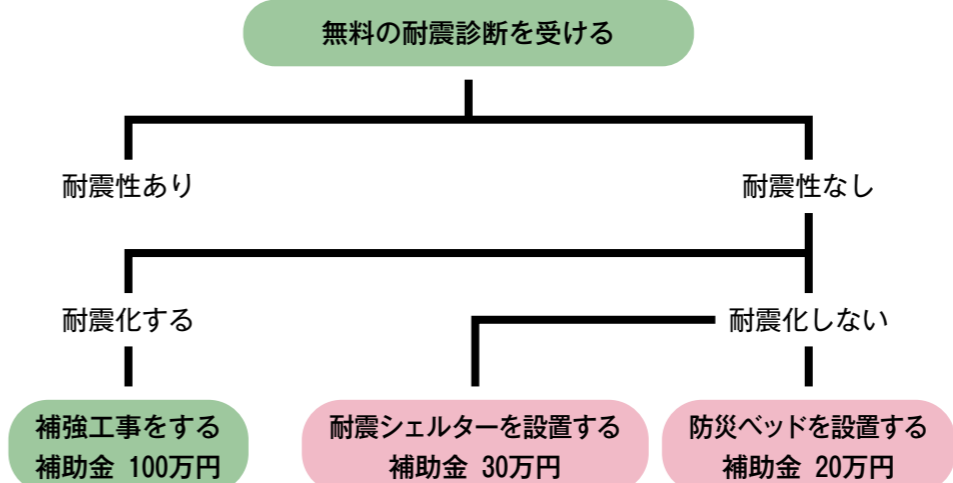 無料の耐震診断を受ける
耐震性あり
耐震性なし
耐震化する
耐震化しない
補強工事をする
補助金 100万円
耐震シェルターを設置する
補助金 30万円
防災ベッドを設置する
補助金 20万円